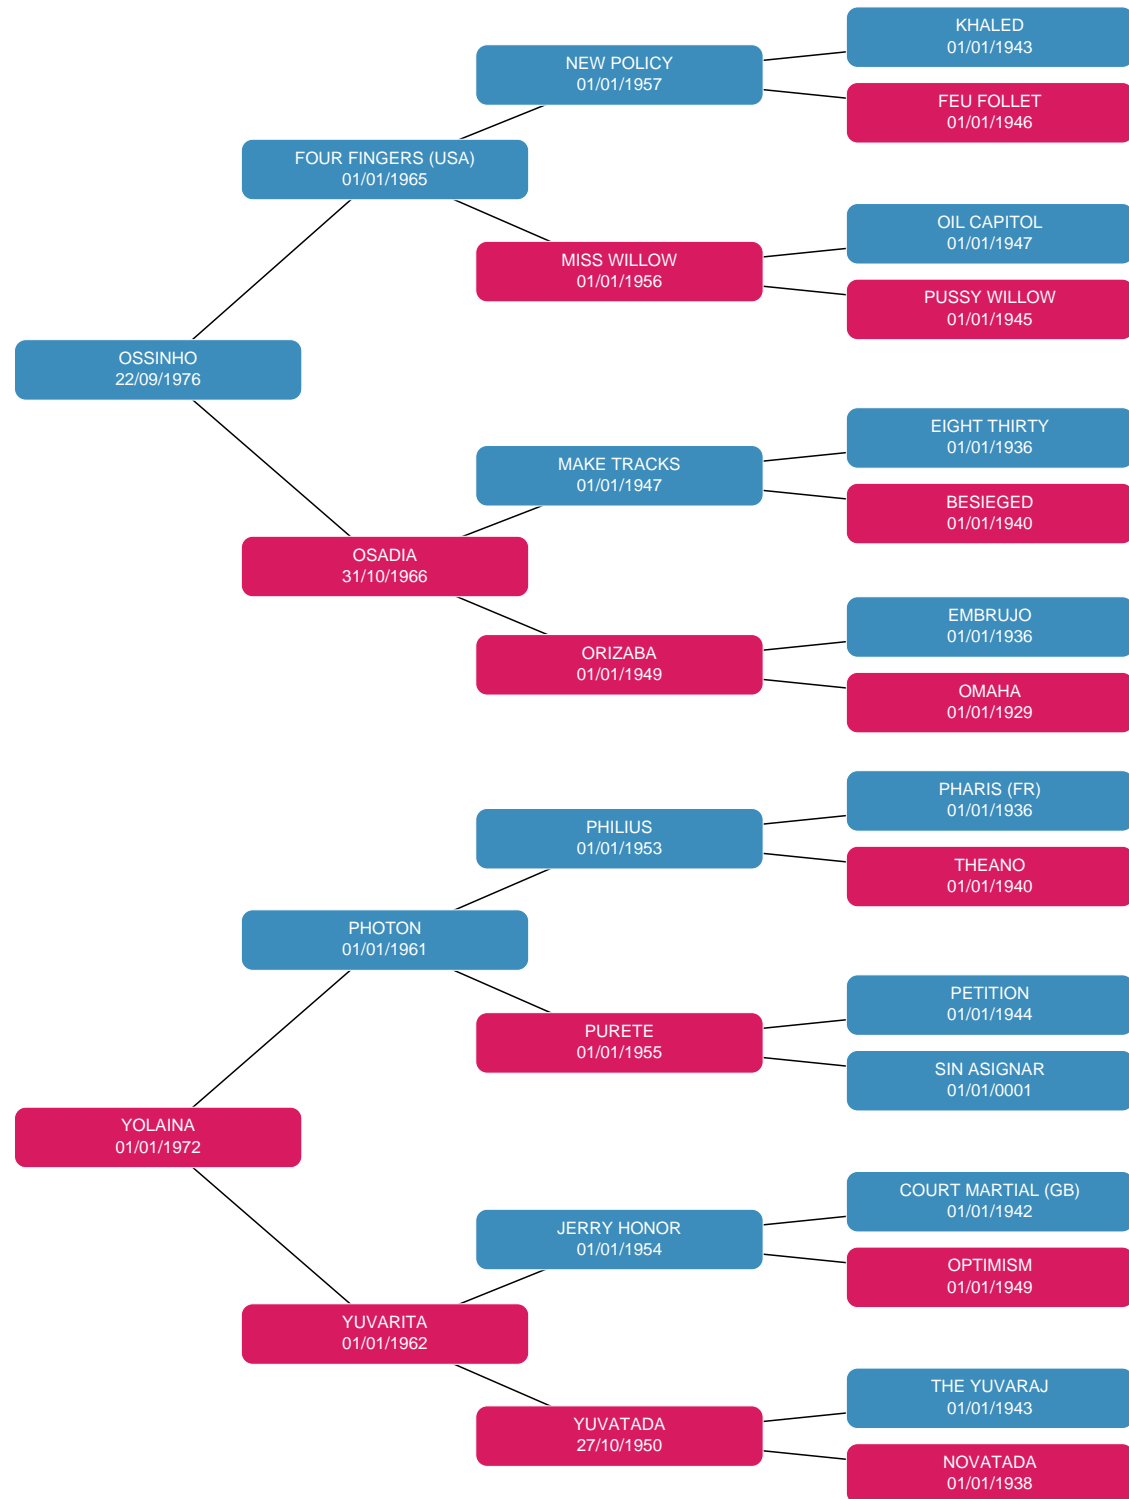 KHALED
01/01/1943
NEW POLICY
01/01/1957
FEU FOLLET
01/01/1946
FOUR FINGERS (USA)
01/01/1965
OIL CAPITOL
01/01/1947
MISS WILLOW
01/01/1956
PUSSY WILLOW
01/01/1945
OSSINHO
22/09/1976
EIGHT THIRTY
01/01/1936
MAKE TRACKS
01/01/1947
BESIEGED
01/01/1940
OSADIA
31/10/1966
EMBRUJO
01/01/1936
ORIZABA
01/01/1949
OMAHA
01/01/1929
PHARIS (FR)
01/01/1936
PHILIUS
01/01/1953
THEANO
01/01/1940
PHOTON
01/01/1961
PETITION
01/01/1944
PURETE
01/01/1955
SIN ASIGNAR
01/01/0001
YOLAINA
01/01/1972
COURT MARTIAL (GB)
01/01/1942
JERRY HONOR
01/01/1954
OPTIMISM
01/01/1949
YUVARITA
01/01/1962
THE YUVARAJ
01/01/1943
YUVATADA
27/10/1950
NOVATADA
01/01/1938